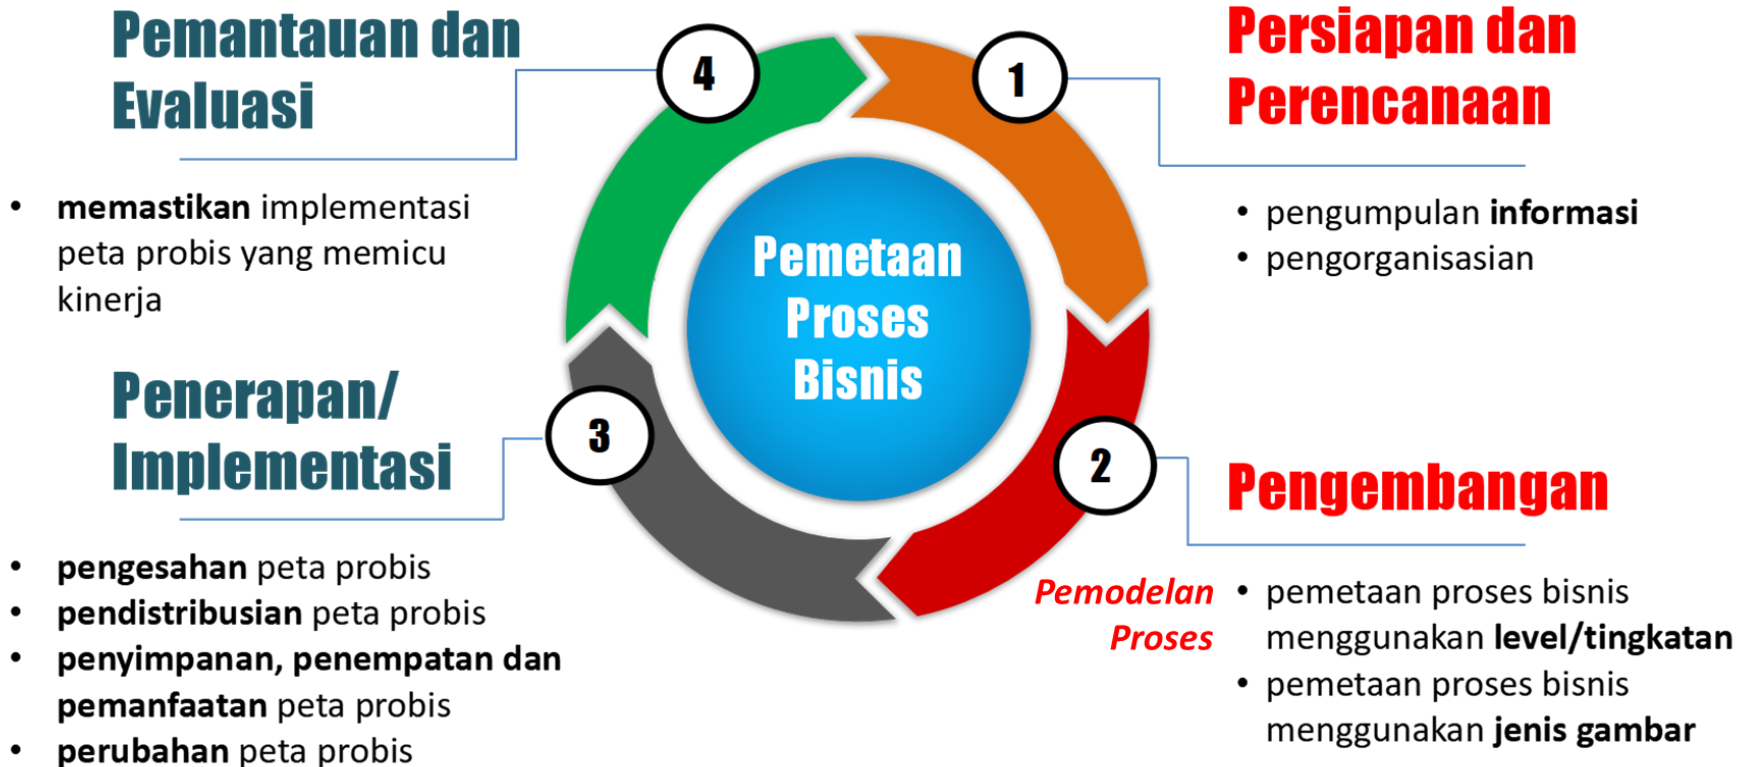 Pemantauan dan
Evaluasi
4
• memastikan implementasi
peta probis yang memicu
kinerja
1
Persiapan dan
Perencanaan
• pengumpulan informasi
• pengorganisasian
Pemetaan
Proses
Bisnis
Penerapan/
Implementasi
3
• pengesahan peta probis
• pendistribusian peta probis
• penyimpanan, penempatan dan
pemanfaatan peta probis
• perubahan peta probis
2
Pengembangan
Pemodelan
Proses
• pemetaan proses bisnis
menggunakan level/tingkatan
• pemetaan proses bisnis
menggunakan jenis gambar